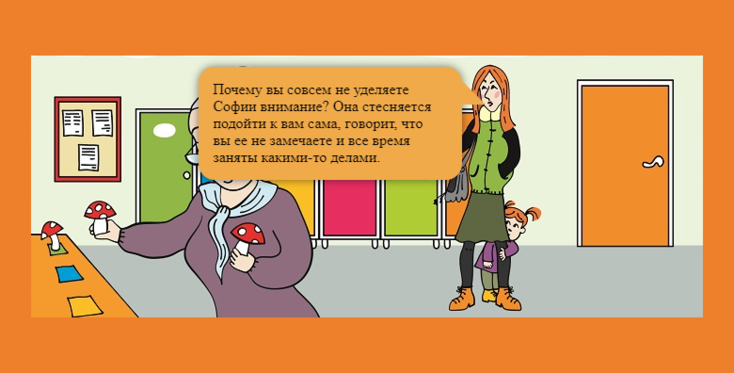 Почему вы совсем не уделяете
Софии внимание? Она стесняется
подойти к вам сама, говорит, что
вы ее не замечаете и все время
заняты какими-то делами.